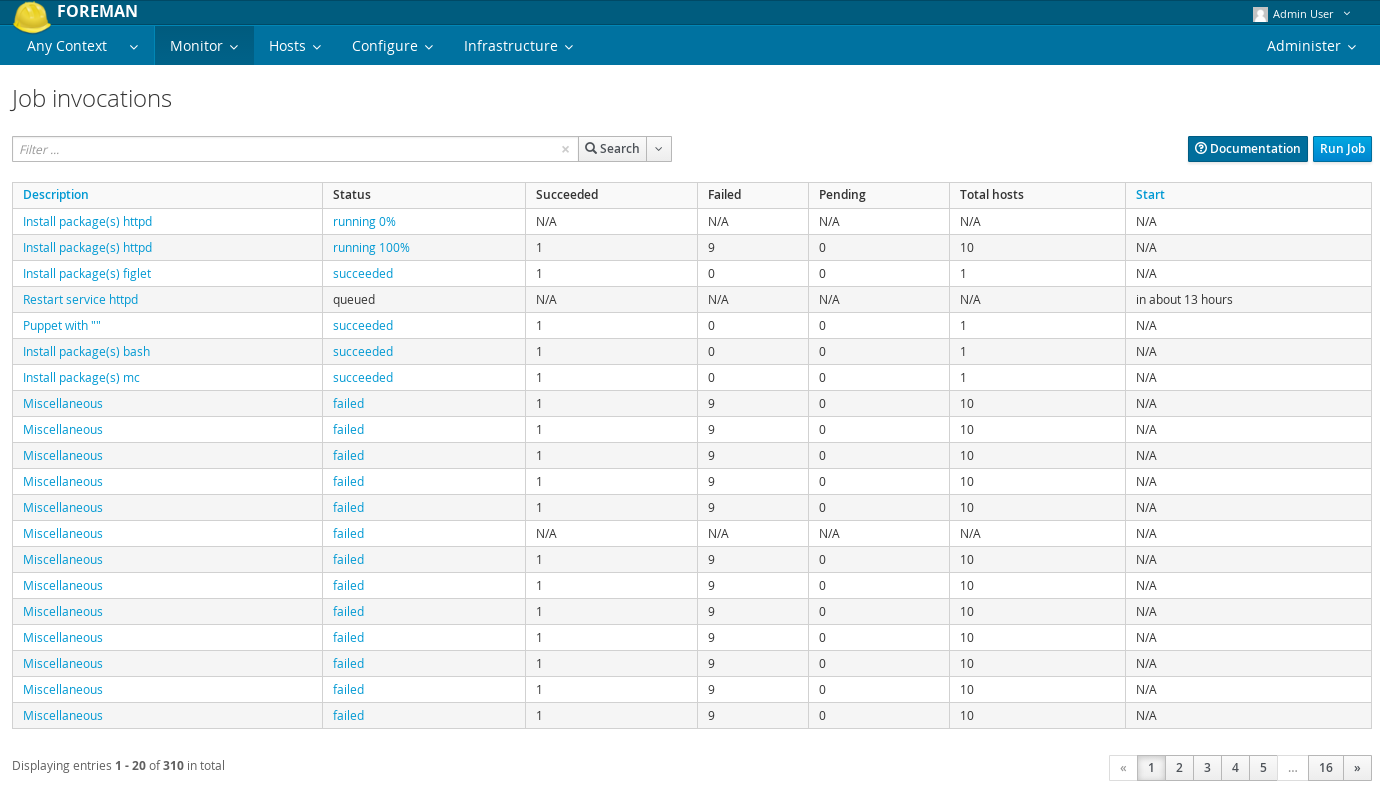 FOREMAN Admin User
Any Context Monitor Hosts Configure Infrastructure Administer
Job invocations
Filter ... × Search Documentation Run Job
Description Status Succeeded Failed Pending Total hosts Start
Install package(s) httpd running 0% N/A N/A N/A N/A N/A
Install package(s) httpd running 100% 1 9 0 10 N/A
Install package(s) figlet succeeded 1 0 0 1 N/A
Restart service httpd queued N/A N/A N/A N/A in about 13 hours
Puppet with "" succeeded 1 0 0 1 N/A
Install package(s) bash succeeded 1 0 0 1 N/A
Install package(s) mc succeeded 1 0 0 1 N/A
Miscellaneous failed 1 9 0 10 N/A
Miscellaneous failed 1 9 0 10 N/A
Miscellaneous failed 1 9 0 10 N/A
Miscellaneous failed 1 9 0 10 N/A
Miscellaneous failed 1 9 0 10 N/A
Miscellaneous failed N/A N/A N/A N/A N/A
Miscellaneous failed 1 9 0 10 N/A
Miscellaneous failed 1 9 0 10 N/A
Miscellaneous failed 1 9 0 10 N/A
Miscellaneous failed 1 9 0 10 N/A
Miscellaneous failed 1 9 0 10 N/A
Miscellaneous failed 1 9 0 10 N/A
Miscellaneous failed 1 9 0 10 N/A
Displaying entries 1 - 20 of 310 in total « 1 2 3 4 5 ... 16 »